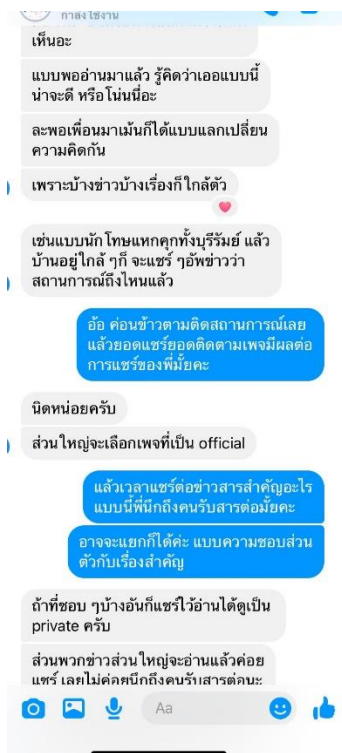 กำลังใช้งาน
เห็นอะ
แบบพออ่านมาแล้ว รู้คิดว่าเออแบบนี้
น่าจะดี หรือโน่นนี่อะ
ละพอเพื่อนมาเม้นก็ได้แบบแลกเปลี่ยน
ความคิดกัน
เพราะบ้างข่าวบ้างเรื่องก็ใกล้ตัว
เช่นแบบนักโทษแหกคุกทั้งบุรีรัมย์ แล้ว
บ้านอยู่ใกล้ ๆก็ จะแชร์ ๆอัพข่าวว่า
สถานการณ์ถึงไหนแล้ว
อ้อ ค่อนข้าวตามติดสถานการณ์เลย
แล้วยอดแชร์ยอดติดตามเพจมีผลต่อ
การแชร์ของพี่มั้ยคะ
นิดหน่อยครับ
ส่วนใหญ่จะเลือกเพจที่เป็น official
แล้วเวลาแชร์ต่อข่าวสารสำคัญอะไร
แบบนี้พี่นึกถึงคนรับสารต่อมั้ยคะ
อาจจะแยกก็ได้ค่ะ แบบความชอบส่วน
ตัวกับเรื่องสำคัญ
ถ้าที่ชอบ ๆบ้างอันก็แชร์ไว้อ่านได้ดูเป็น
private ครับ
ส่วนพวกข่าวส่วนใหญ่จะอ่านแล้วค่อย
แชร์ เลยไม่ค่อยนึกถึงคนรับสารต่อนะ
Aa